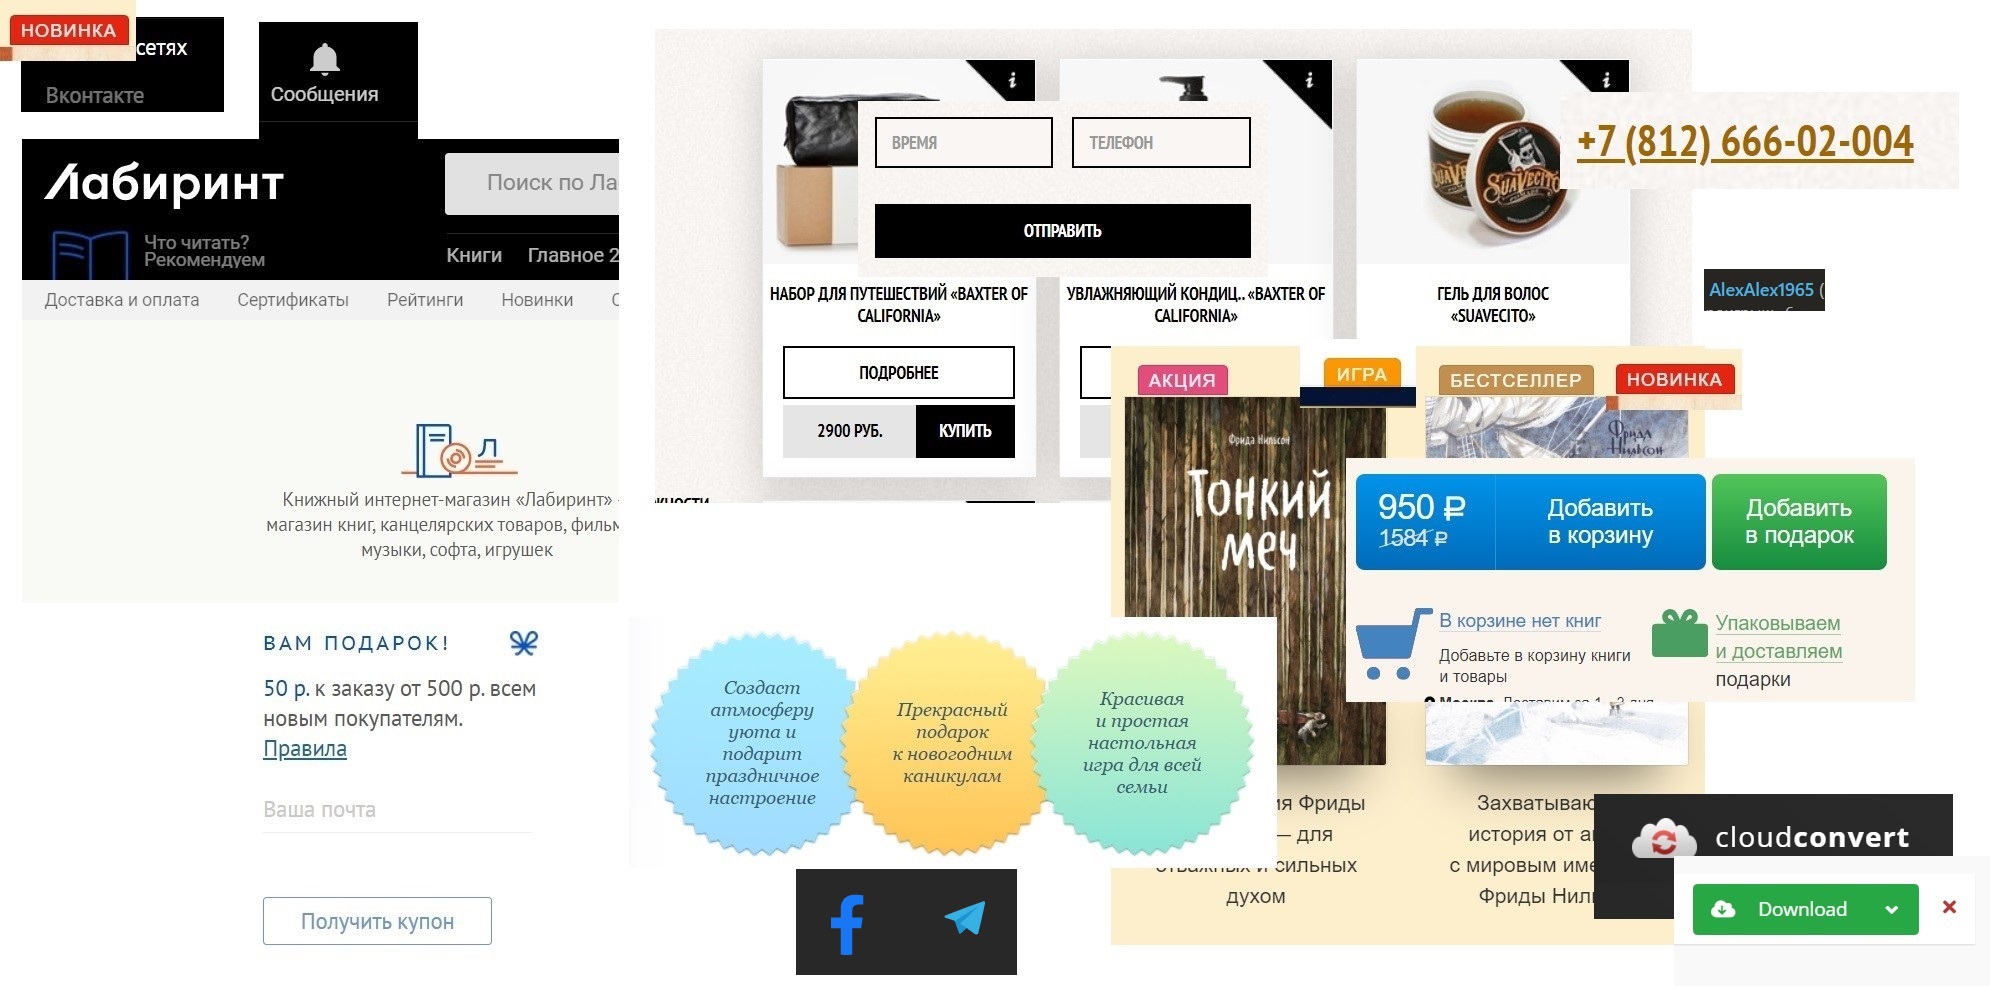 НОВИНКА
сетях
Вконтакте
Сообщения
Лабиринт
Поиск по Ла
Что читать?
Рекомендуем
Книги Главное 2
Доставка и оплата Сертификаты Рейтинги Новинки
Книжный интернет-магазин «Лабиринт» -
магазин книг, канцелярских товаров, фильм
музыки, софта, игрушек
ВАМ ПОДАРОК!
50 р. к заказу от 500 р. всем
новым покупателям.
Правила
Ваша почта
Получить купон
i
i
i
ВРЕМЯ
ТЕЛЕФОН
ОТПРАВИТЬ
SUAVECITO
+7 (812) 666-02-004
НАБОР ДЛЯ ПУТЕШЕСТВИЙ «BAXTER OF
CALIFORNIA»
УВЛАЖНЯЮЩИЙ КОНДИЦ.. «BAXTER OF
CALIFORNIA»
ГЕЛЬ ДЛЯ ВОЛОС
«SUAVECITO»
ПОДРОБНЕЕ
2900 РУБ.
КУПИТЬ
AlexAlex1965 (
АКЦИЯ
ИГРА
БЕСТСЕЛЛЕР
НОВИНКА
Фрида Нильсон
Тонкий
меч
Фрида
Нильсон
950 ₽
1584 ₽
Добавить
в корзину
Добавить
в подарок
В корзине нет книг
Добавьте в корзину книги
и товары
Упаковываем
и доставляем
подарки
Создаст
атмосферу
уюта и
подарит
праздничное
настроение
Прекрасный
подарок
к новогодним
каникулам
Красивая
и простая
настольная
игра для всей
семьи
ия Фриды
— для
отважных и сильных
духом
Захватываю
история от а
с мировым име
Фриды Нил
cloudconvert
Download